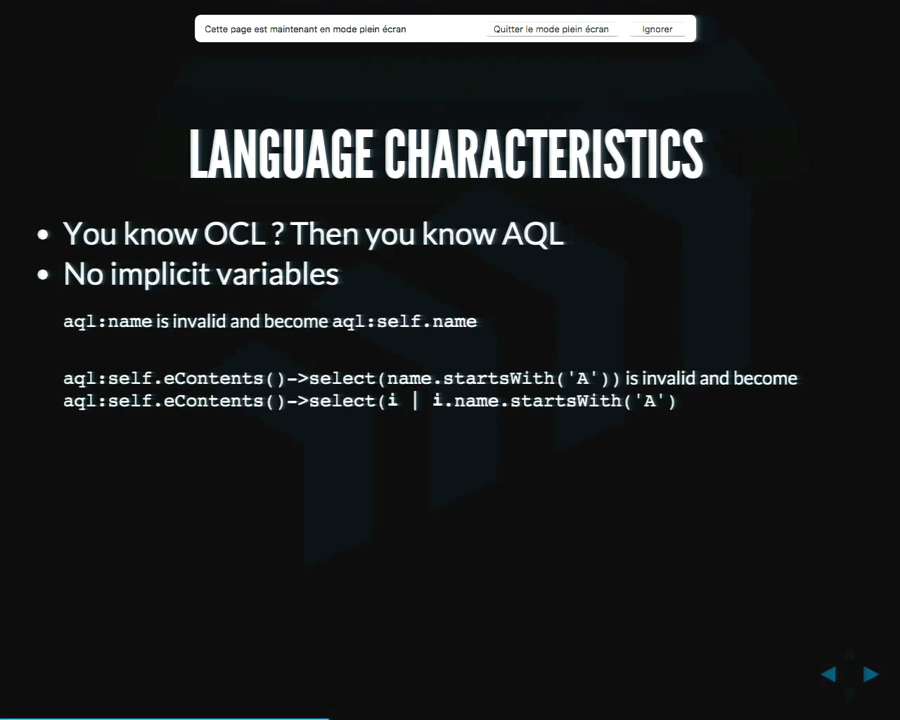 Cette page est maintenant en mode plein écran Quitter le mode plein écran Ignorer
LANGUAGE CHARACTERISTICS
• You know OCL ? Then you know AQL
• No implicit variables
aql:name is invalid and become aql:self.name
aql:self.eContents()->select(name.startsWith('A')) is invalid and become
aql:self.eContents()->select(i | i.name.startsWith('A')